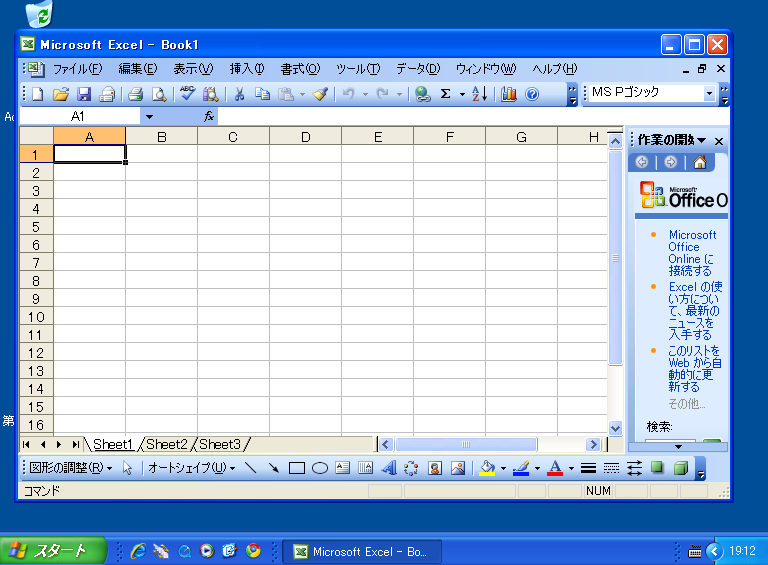 Microsoft Excel - Book1
ファイル(F) 編集(E) 表示(V) 挿入(I) 書式(O) ツール(T) データ(D) ウィンドウ(W) ヘルプ(H)
MS Pゴシック
A1 fx
A B C D E F G H
1
2
3
4
5
6
7
8
9
10
11
12
13
14
15
16
作業の開始
Microsoft
Office O
Microsoft
Office
Online に
接続する
Excel の使
い方につい
て、最新の
ニュースを
入手する
このリストを
Web から自
動的に更
新する
その他...
検索:
第
Sheet1 Sheet2 Sheet3
図形の調整(R) オートシェイプ(U)
コマンド NUM
スタート Microsoft Excel - Bo... 19:12